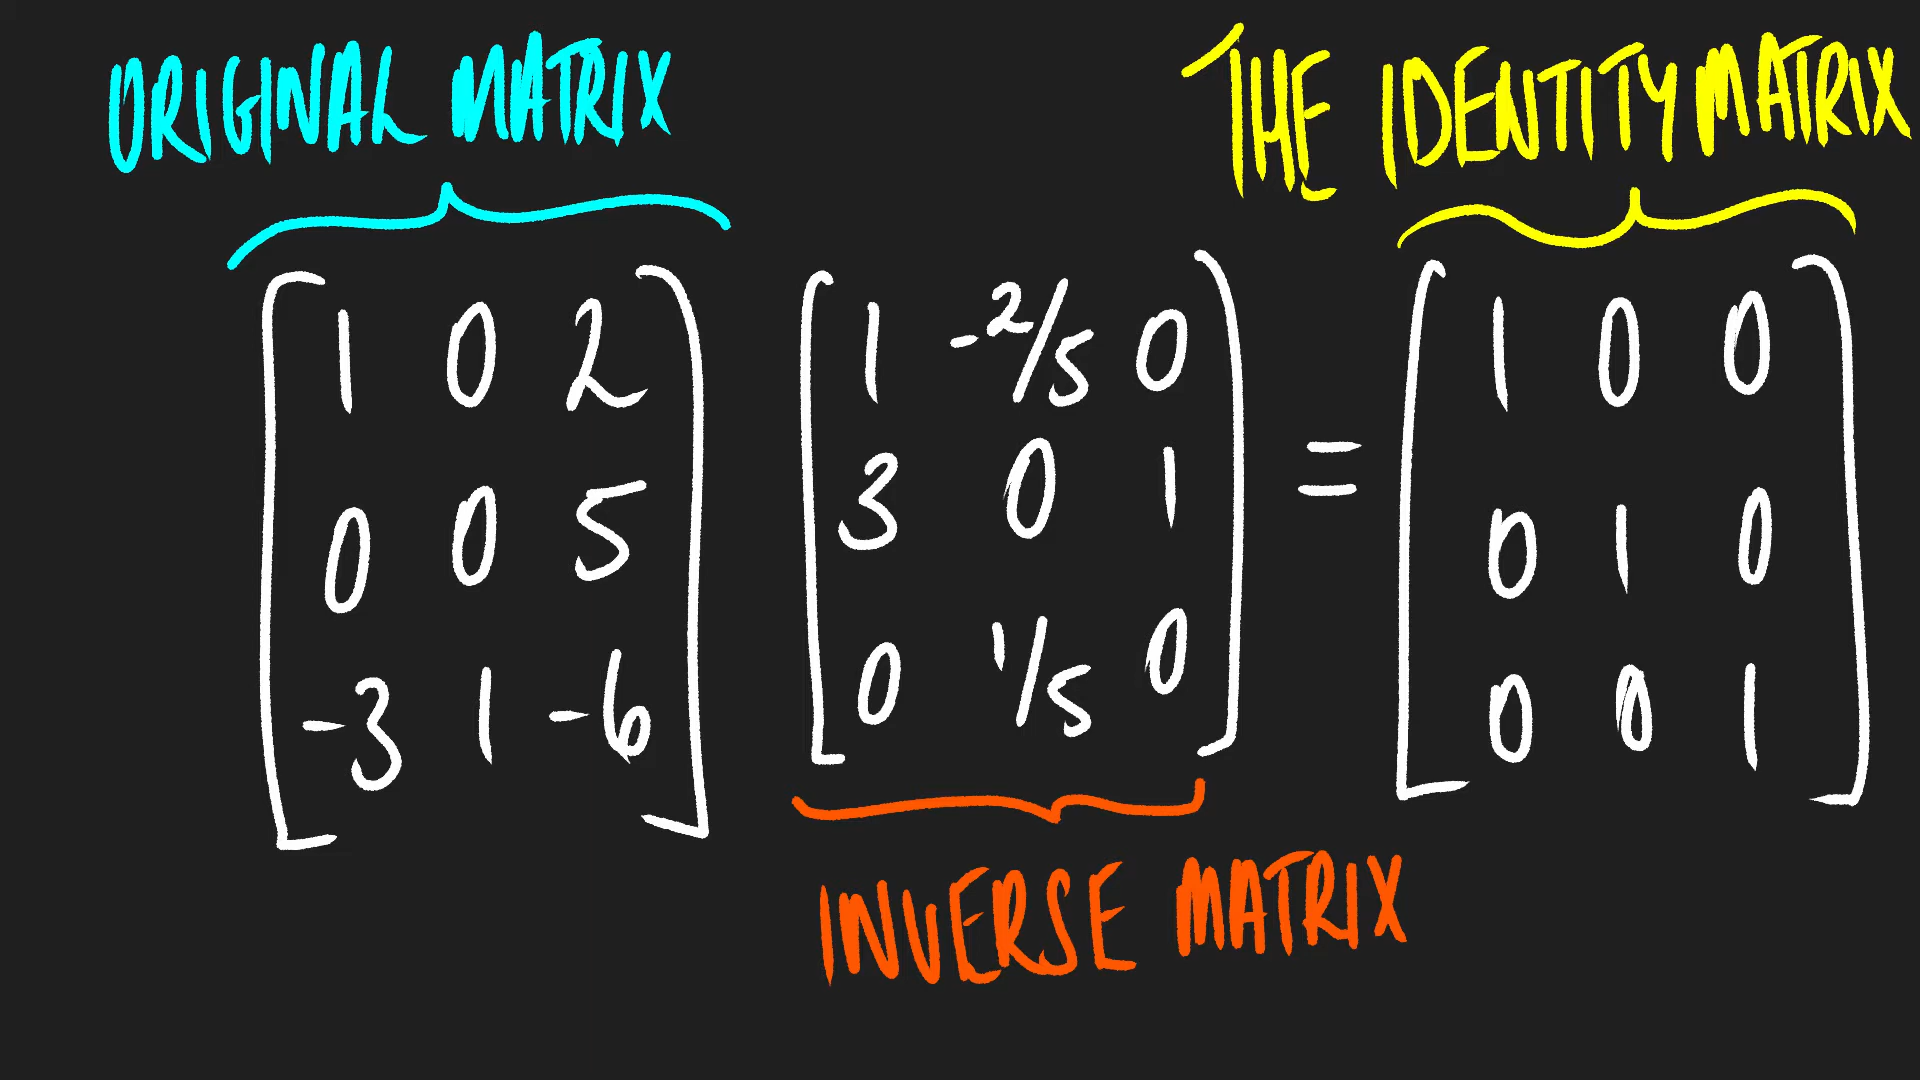 ORIGINAL MATRIX
THE IDENTITY MATRIX
1 0 2
0 0 5
-3 1 -6
1 -2/5 0
3 0 1
0 1/5 0
=
1 0 0
0 1 0
0 0 1
INVERSE MATRIX